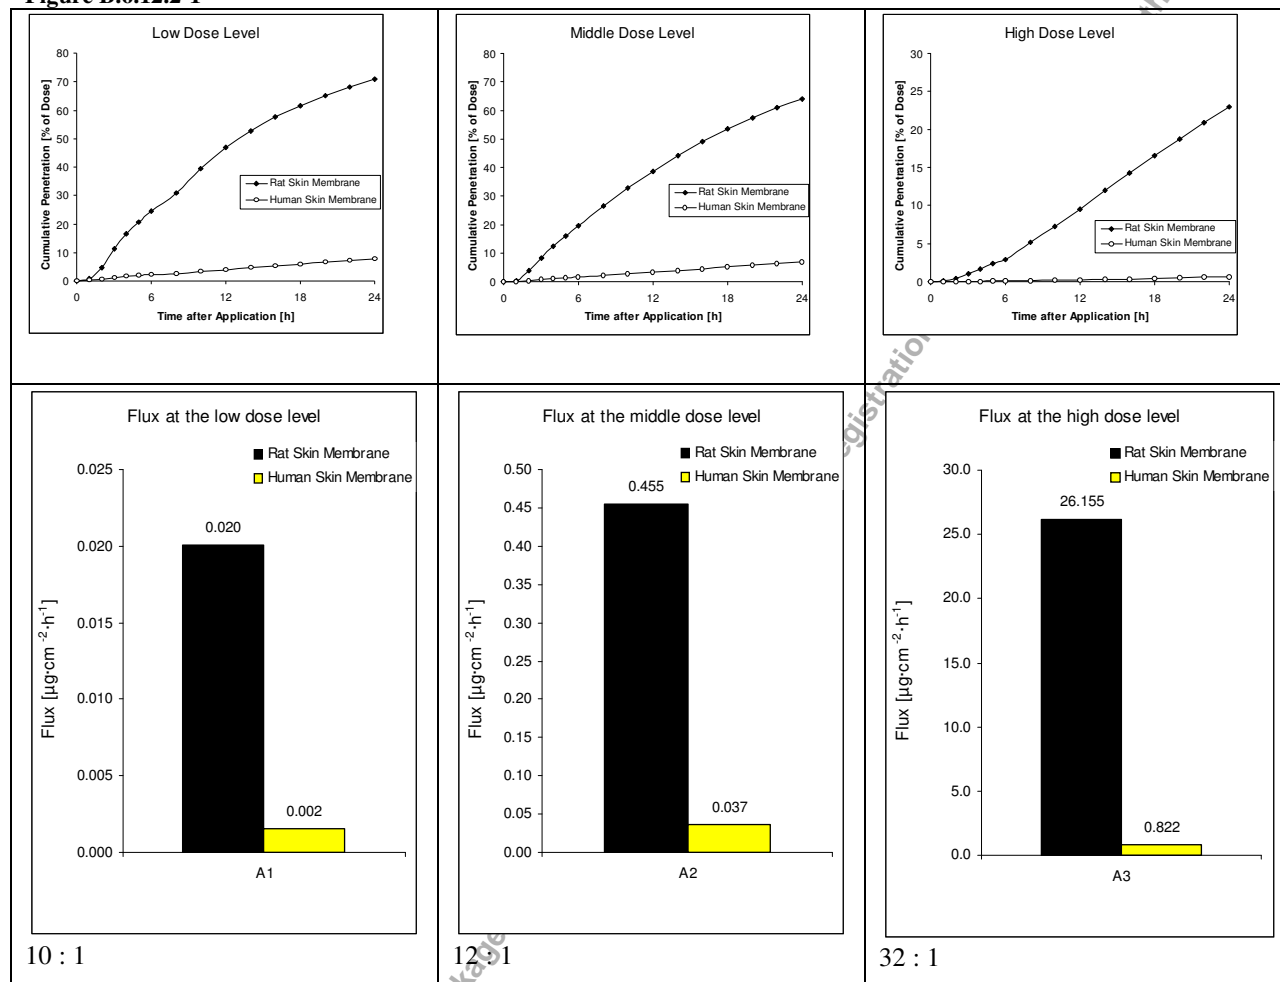 Low Dose Level
Cumulative Penetration [% of Dose]
80
70
60
50
40
30
20
10
0
Rat Skin Membrane
Human Skin Membrane
0 6 12 18 24
Time after Application [h]
Middle Dose Level
Cumulative Penetration [% of Dose]
80
70
60
50
40
30
20
10
0
Rat Skin Membrane
Human Skin Membrane
0 6 12 18 24
Time after Application [h]
High Dose Level
Cumulative Penetration [% of Dose]
30
25
20
15
10
5
0
Rat Skin Membrane
Human Skin Membrane
0 6 12 18 24
Time after Application [h]
Flux at the low dose level
Rat Skin Membrane
Human Skin Membrane
Flux [µg·cm⁻²·h⁻¹]
0.025
0.020
0.015
0.010
0.005
0.000
0.020
0.002
A1
10 : 1
Flux at the middle dose level
Rat Skin Membrane
Human Skin Membrane
Flux [µg·cm⁻²·h⁻¹]
0.50
0.45
0.40
0.35
0.30
0.25
0.20
0.15
0.10
0.05
0.00
0.455
0.037
A2
12 : 1
Flux at the high dose level
Rat Skin Membrane
Human Skin Membrane
Flux [µg·cm⁻²·h⁻¹]
30.0
25.0
20.0
15.0
10.0
5.0
0.0
26.155
0.822
A3
32 : 1